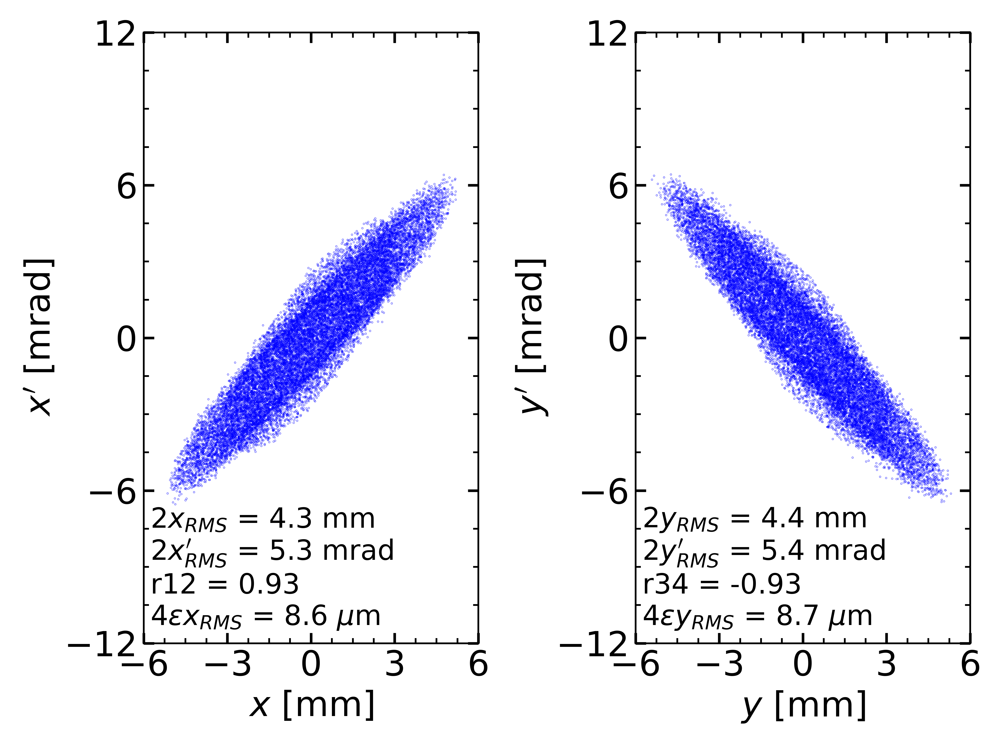 12
6
0
−6
−12
x′ [mrad]
2x_RMS = 4.3 mm
2x′_RMS = 5.3 mrad
r12 = 0.93
4εx_RMS = 8.6 μm
−6 −3 0 3 6
x [mm]
12
6
0
−6
−12
y′ [mrad]
2y_RMS = 4.4 mm
2y′_RMS = 5.4 mrad
r34 = -0.93
4εy_RMS = 8.7 μm
−6 −3 0 3 6
y [mm]